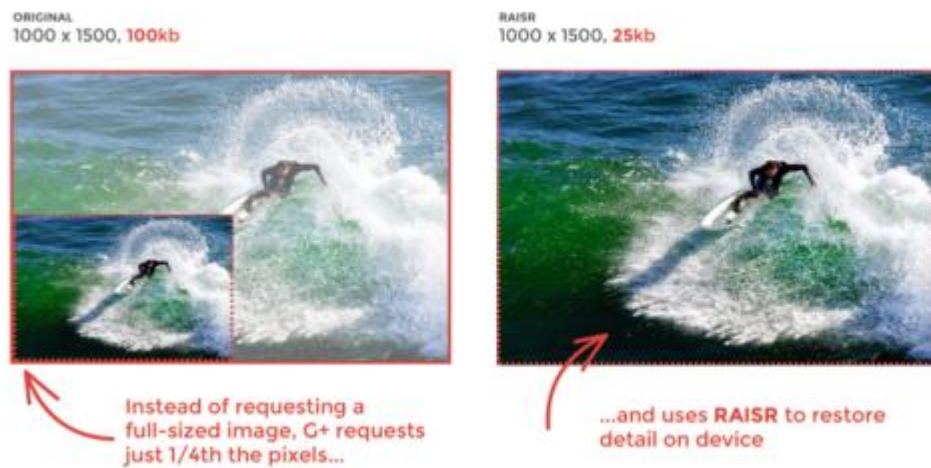 ORIGINAL
1000 x 1500, 100kb
RAISR
1000 x 1500, 25kb
Instead of requesting a
full-sized image, G+ requests
just 1/4th the pixels...
...and uses RAISR to restore
detail on device